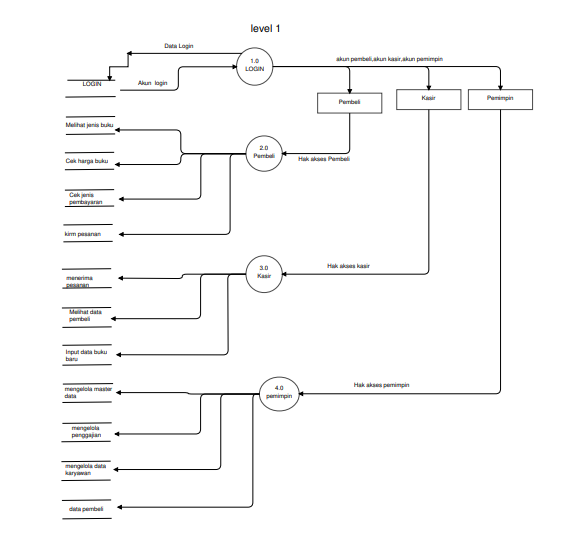 level 1
Data Login
1.0
LOGIN
akun pembeli,akun kasir,akun pemimpin
LOGIN
Akun login
Pembeli
Kasir
Pemimpin
Melihat jenis buku
2.0
Pembeli
Hak akses Pembeli
Cek harga buku
Cek jenis
pembayaran
kirm pesanan
3.0
Kasir
Hak akses kasir
menerima
pesanan
Melihat data
pembeli
Input data buku
baru
4.0
pemimpin
Hak akses pemimpin
mengelola master
data
mengelola
penggajian
mengelola data
karyawan
data pembeli